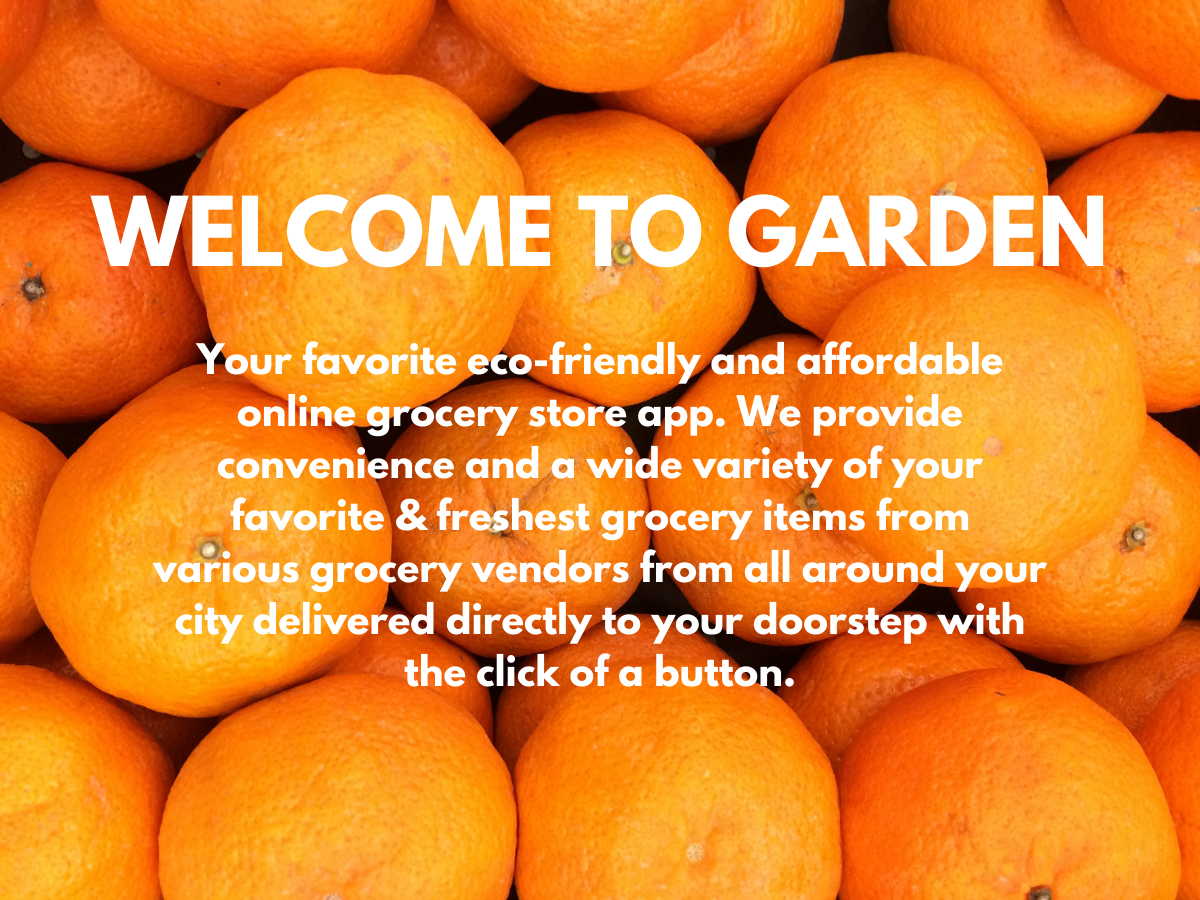 WELCOME TO GARDEN
Your favorite eco-friendly and affordable
online grocery store app. We provide
convenience and a wide variety of your
favorite & freshest grocery items from
various grocery vendors from all around your
city delivered directly to your doorstep with
the click of a button.